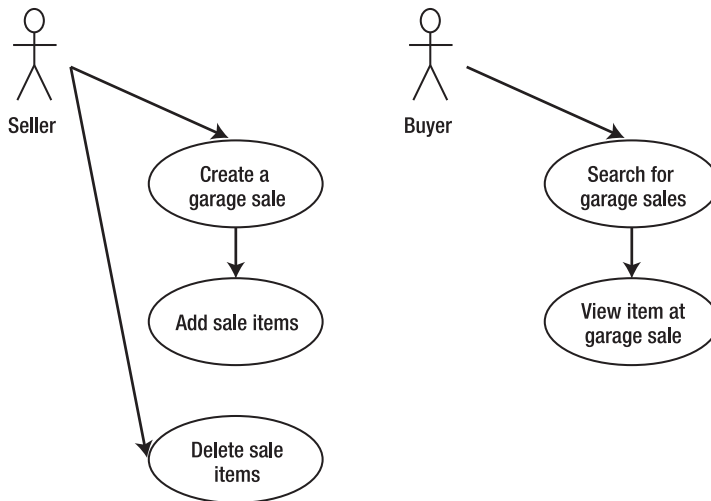 Seller
Create a
garage sale
Add sale items
Delete sale
items
Buyer
Search for
garage sales
View item at
garage sale